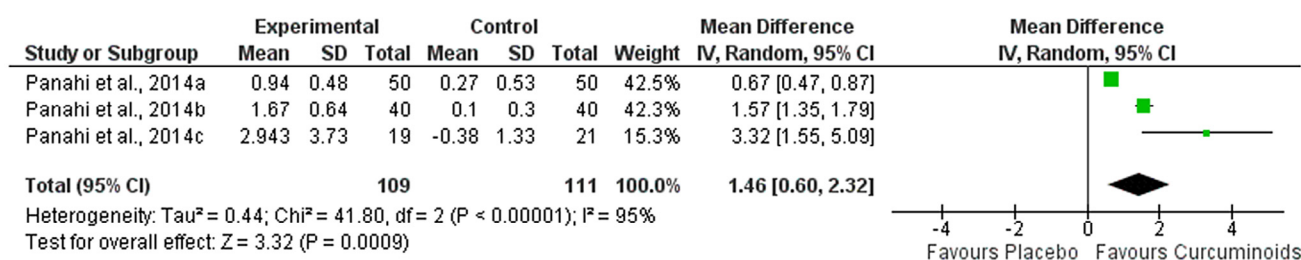 Experimental Control Mean Difference Mean Difference
Study or Subgroup Mean SD Total Mean SD Total Weight IV, Random, 95% CI IV, Random, 95% CI
Panahi et al., 2014a 0.94 0.48 50 0.27 0.53 50 42.5% 0.67 [0.47, 0.87]
Panahi et al., 2014b 1.67 0.64 40 0.1 0.3 40 42.3% 1.57 [1.35, 1.79]
Panahi et al., 2014c 2.943 3.73 19 -0.38 1.33 21 15.3% 3.32 [1.55, 5.09]
Total (95% CI) 109 111 100.0% 1.46 [0.60, 2.32]
Heterogeneity: Tau² = 0.44; Chi² = 41.80, df = 2 (P < 0.00001); I² = 95%
Test for overall effect: Z = 3.32 (P = 0.0009)
-4 -2 0 2 4
Favours Placebo Favours Curcuminoids